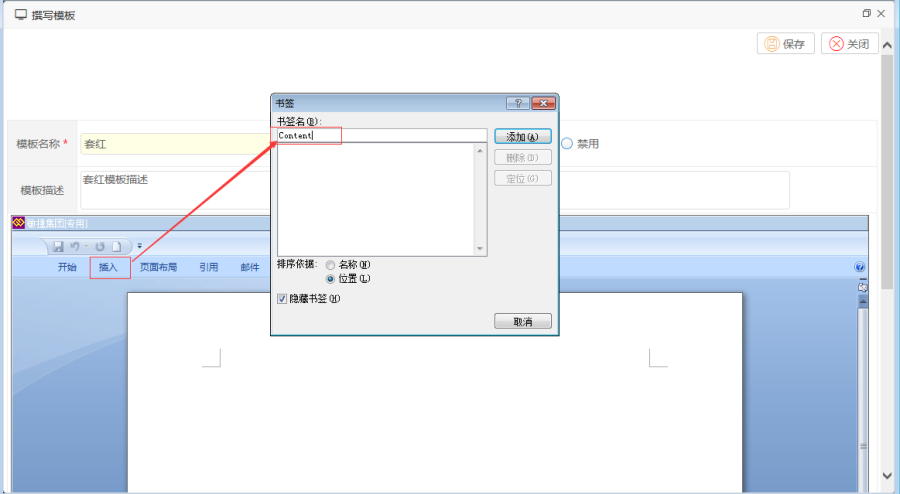 撰写模板
保存
关闭
书签
书签名(B):
模板名称 * 套红
Content
添加(A)
禁用
删除(D)
模板描述 套红模板描述
定位(G)
集团[专用]
开始 插入 页面布局 引用 邮件
排序依据: 名称(N)
位置(L)
隐藏书签(H)
取消